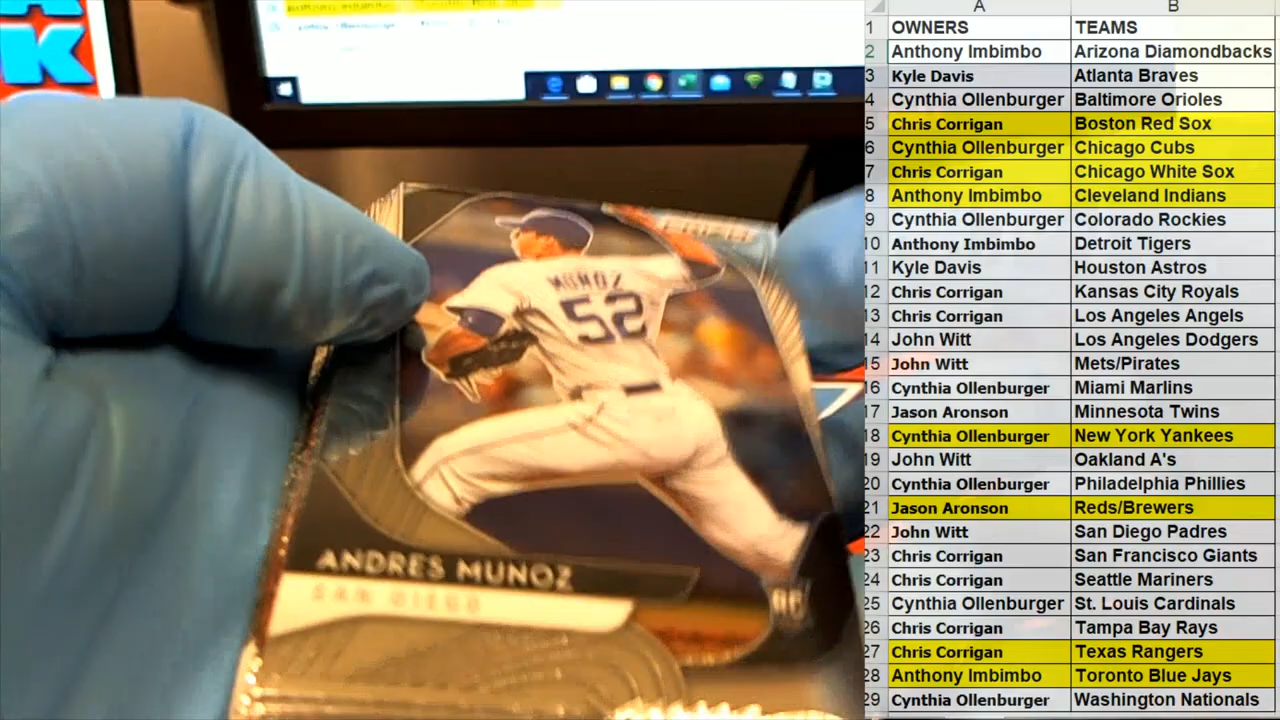 MUNOZ
52
ANDRES MUNOZ
SAN DIEGO
A B
1 OWNERS TEAMS
2 Anthony Imbimbo Arizona Diamondbacks
3 Kyle Davis Atlanta Braves
4 Cynthia Ollenburger Baltimore Orioles
5 Chris Corrigan Boston Red Sox
6 Cynthia Ollenburger Chicago Cubs
7 Chris Corrigan Chicago White Sox
8 Anthony Imbimbo Cleveland Indians
9 Cynthia Ollenburger Colorado Rockies
10 Anthony Imbimbo Detroit Tigers
11 Kyle Davis Houston Astros
12 Chris Corrigan Kansas City Royals
13 Chris Corrigan Los Angeles Angels
14 John Witt Los Angeles Dodgers
15 John Witt Mets/Pirates
16 Cynthia Ollenburger Miami Marlins
17 Jason Aronson Minnesota Twins
18 Cynthia Ollenburger New York Yankees
19 John Witt Oakland A's
20 Cynthia Ollenburger Philadelphia Phillies
21 Jason Aronson Reds/Brewers
22 John Witt San Diego Padres
23 Chris Corrigan San Francisco Giants
24 Chris Corrigan Seattle Mariners
25 Cynthia Ollenburger St. Louis Cardinals
26 Chris Corrigan Tampa Bay Rays
27 Chris Corrigan Texas Rangers
28 Anthony Imbimbo Toronto Blue Jays
29 Cynthia Ollenburger Washington Nationals